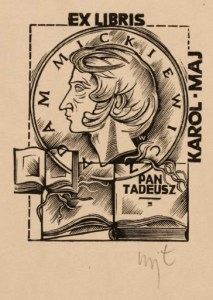 EX LIBRIS
KAROL · MAJ
ADAM MICKIEWICZ
PAN
TADEUSZ